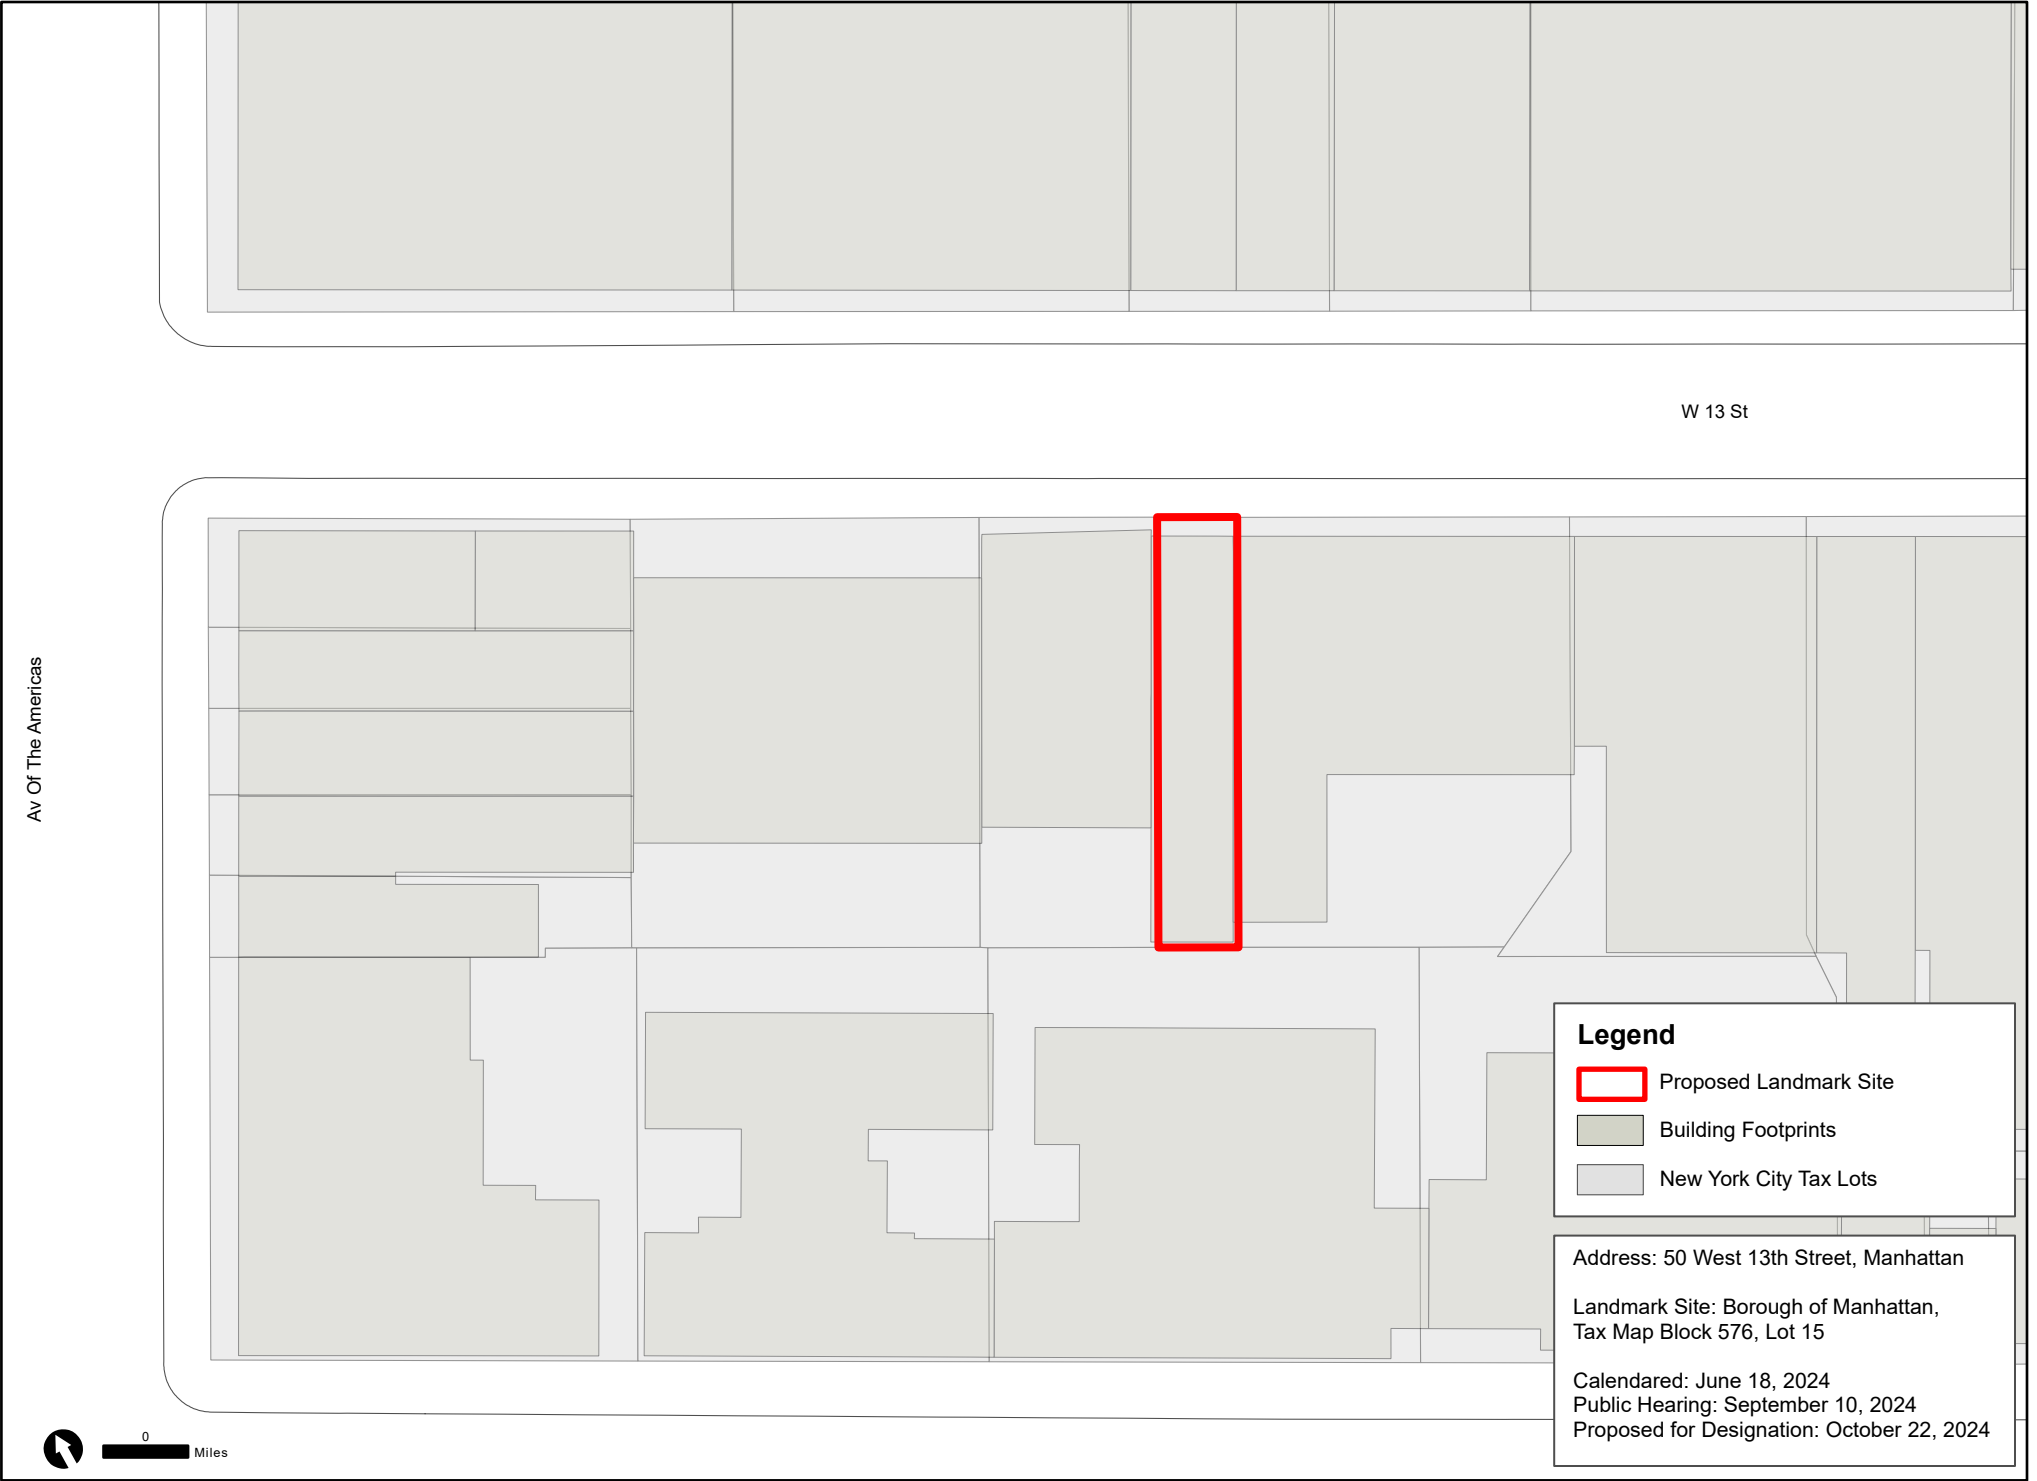 W 13 St
Av Of The Americas
Legend
Proposed Landmark Site
Building Footprints
New York City Tax Lots
Address: 50 West 13th Street, Manhattan
Landmark Site: Borough of Manhattan,
Tax Map Block 576, Lot 15
Calendared: June 18, 2024
Public Hearing: September 10, 2024
Proposed for Designation: October 22, 2024
0
Miles